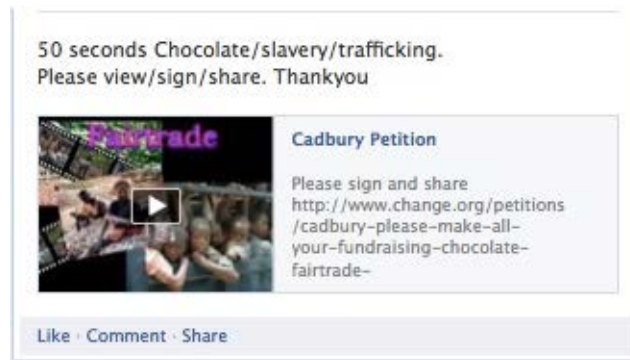 50 seconds Chocolate/slavery/trafficking.
Please view/sign/share. Thankyou
Fairtrade
Cadbury Petition
Please sign and share
http://www.change.org/petitions
/cadbury-please-make-all-
your-fundraising-chocolate-
fairtrade-
Like · Comment · Share